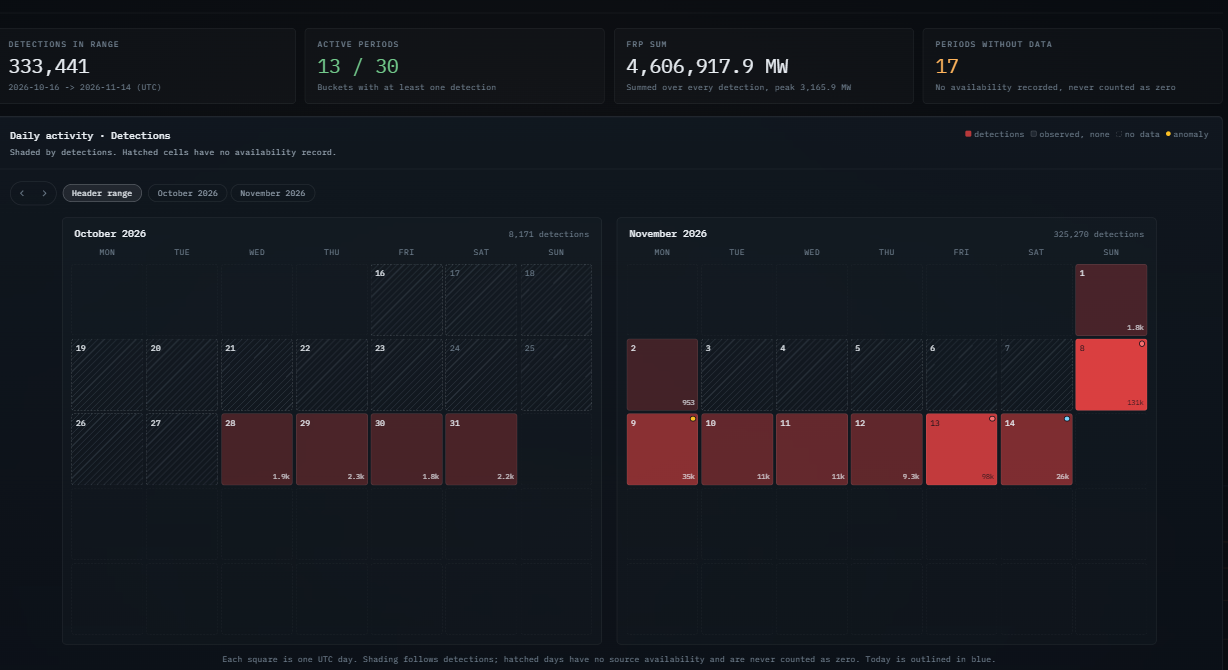 DETECTIONS IN RANGE
333,441
2026-10-16 -> 2026-11-14 (UTC)
ACTIVE PERIODS
13 / 30
Buckets with at least one detection
FRP SUM
4,606,917.9 MW
Summed over every detection, peak 3,165.9 MW
PERIODS WITHOUT DATA
17
No availability recorded, never counted as zero
Daily activity · Detections
Shaded by detections. Hatched cells have no availability record.
detections observed, none no data anomaly
‹ › Header range October 2026 November 2026
October 2026 8,171 detections
MON TUE WED THU FRI SAT SUN
16 17 18
19 20 21 22 23 24 25
26 27 28 29 30 31
1.9k 2.3k 1.8k 2.2k
November 2026 325,270 detections
MON TUE WED THU FRI SAT SUN
1
1.8k
2 3 4 5 6 7 8
953 131k
9 10 11 12 13 14
35k 11k 11k 9.3k 26k
Each square is one UTC day. Shading follows detections; hatched days have no source availability and are never counted as zero. Today is outlined in blue.